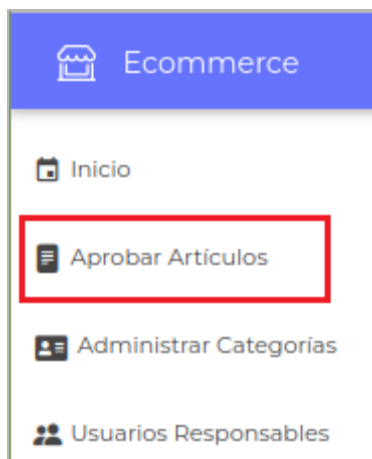 Ecommerce
Inicio
Aprobar Artículos
Administrar Categorías
Usuarios Responsables